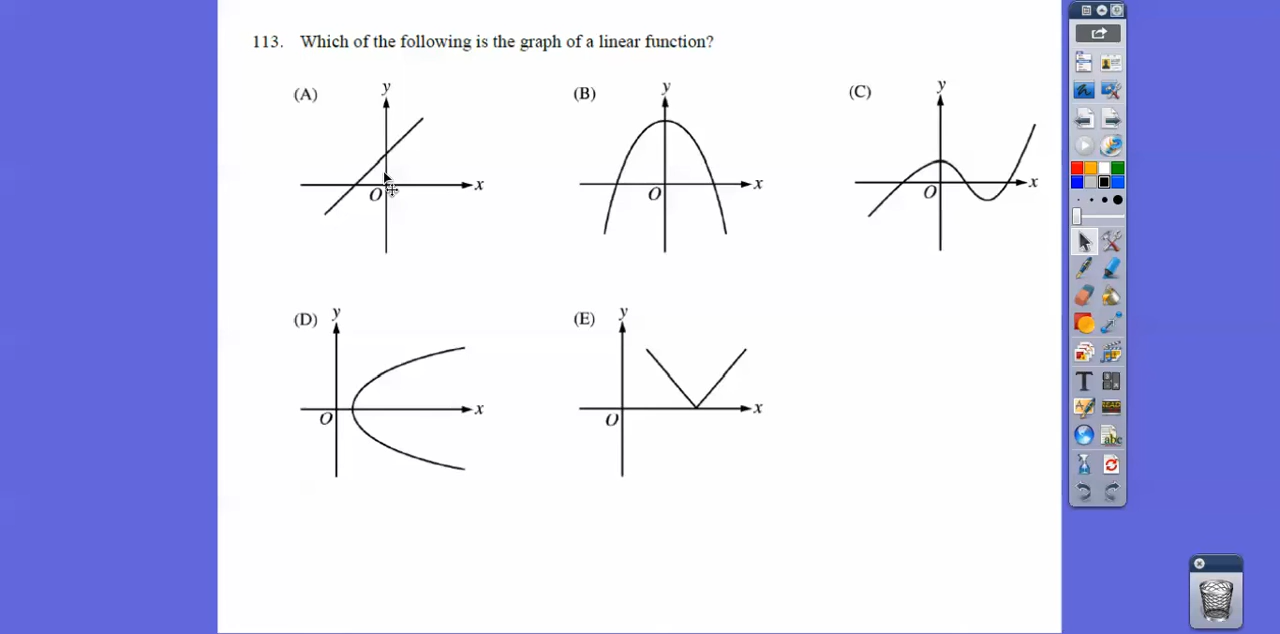 113. Which of the following is the graph of a linear function?
(A) y
x
O
(B) y
x
O
(C) y
x
O
(D) y
x
O
(E) y
x
O
T
abc